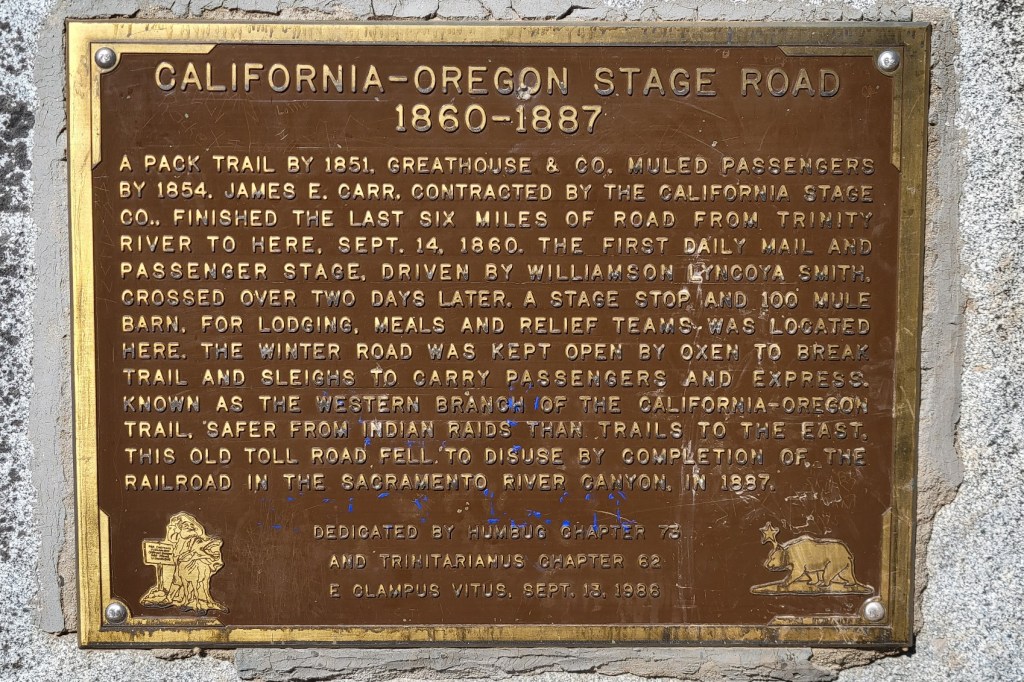 CALIFORNIA-OREGON STAGE ROAD
1860-1887
A PACK TRAIL BY 1851, GREATHOUSE & CO. MULED PASSENGERS
BY 1854. JAMES E. CARR, CONTRACTED BY THE CALIFORNIA STAGE
CO., FINISHED THE LAST SIX MILES OF ROAD FROM TRINITY
RIVER TO HERE, SEPT. 14, 1860. THE FIRST DAILY MAIL AND
PASSENGER STAGE, DRIVEN BY WILLIAMSON LYNCOYA SMITH,
CROSSED OVER TWO DAYS LATER. A STAGE STOP AND 100 MULE
BARN, FOR LODGING, MEALS AND RELIEF TEAMS WAS LOCATED
HERE. THE WINTER ROAD WAS KEPT OPEN BY OXEN TO BREAK
TRAIL AND SLEIGHS TO CARRY PASSENGERS AND EXPRESS.
KNOWN AS THE WESTERN BRANCH OF THE CALIFORNIA-OREGON
TRAIL, SAFER FROM INDIAN RAIDS THAN TRAILS TO THE EAST,
THIS OLD TOLL ROAD FELL TO DISUSE BY COMPLETION OF THE
RAILROAD IN THE SACRAMENTO RIVER CANYON, IN 1887.
DEDICATED BY HUMBUG CHAPTER 73
AND TRINITARIANUS CHAPTER 62
E CLAMPUS VITUS, SEPT. 13, 1986